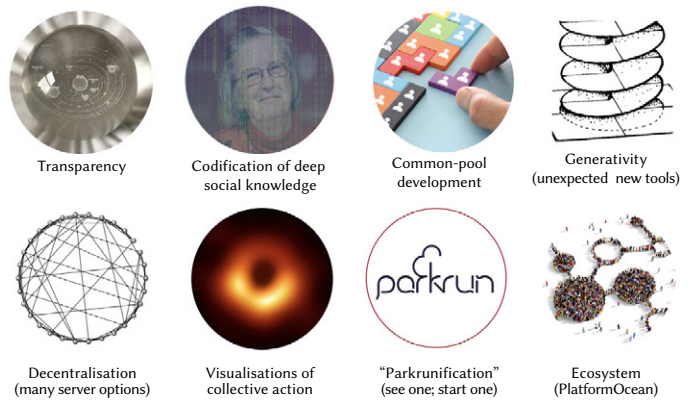 Transparency
Codification of deep
social knowledge
Common-pool
development
Generativity
(unexpected new tools)
parkrun
Decentralisation
(many server options)
Visualisations of
collective action
“Parkrunification”
(see one; start one)
Ecosystem
(PlatformOcean)